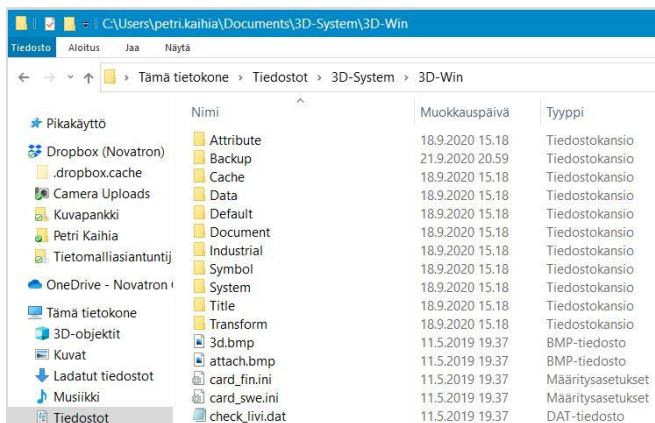 C:\Users\petri.kaihia\Documents\3D-System\3D-Win
Tiedosto Aloitus Jaa Näytä
Tämä tietokone > Tiedostot > 3D-System > 3D-Win
Nimi Muokkauspäivä Tyyppi
Pikakäyttö
Dropbox (Novatron)
.dropbox.cache
Camera Uploads
Kuvapankki
Petri Kaihia
Tietomalliasiantuntij
OneDrive - Novatron
Tämä tietokone
3D-objektit
Kuvat
Ladatut tiedostot
Musiikki
Tiedostot
Attribute 18.9.2020 15.18 Tiedostokansio
Backup 21.9.2020 20.59 Tiedostokansio
Cache 18.9.2020 15.18 Tiedostokansio
Data 18.9.2020 15.18 Tiedostokansio
Default 18.9.2020 15.18 Tiedostokansio
Document 18.9.2020 15.18 Tiedostokansio
Industrial 18.9.2020 15.18 Tiedostokansio
Symbol 18.9.2020 15.18 Tiedostokansio
System 18.9.2020 15.18 Tiedostokansio
Title 18.9.2020 15.18 Tiedostokansio
Transform 18.9.2020 15.18 Tiedostokansio
3d.bmp 11.5.2019 19.37 BMP-tiedosto
attach.bmp 11.5.2019 19.37 BMP-tiedosto
card_fin.ini 11.5.2019 19.37 Määritysasetukset
card_swe.ini 11.5.2019 19.37 Määritysasetukset
check_livi.dat 11.5.2019 19.37 DAT-tiedosto